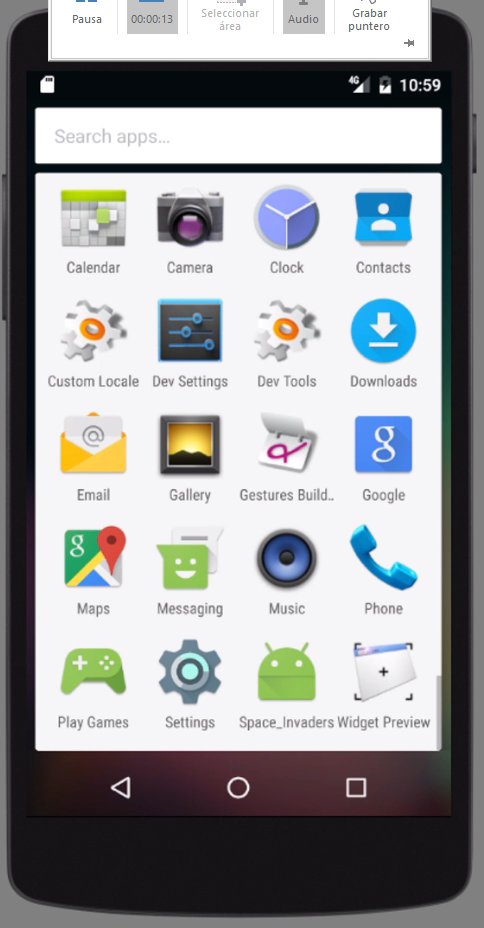 Pausa
00:00:13
Seleccionar
área
Audio
Grabar
puntero
4G
10:59
Search apps...
Calendar
Camera
Clock
Contacts
Custom Locale
Dev Settings
Dev Tools
Downloads
@
g
Email
Gallery
Gestures Build..
Google
g
Maps
Messaging
Music
Phone
Play Games
Settings
Space_Invaders
Widget Preview